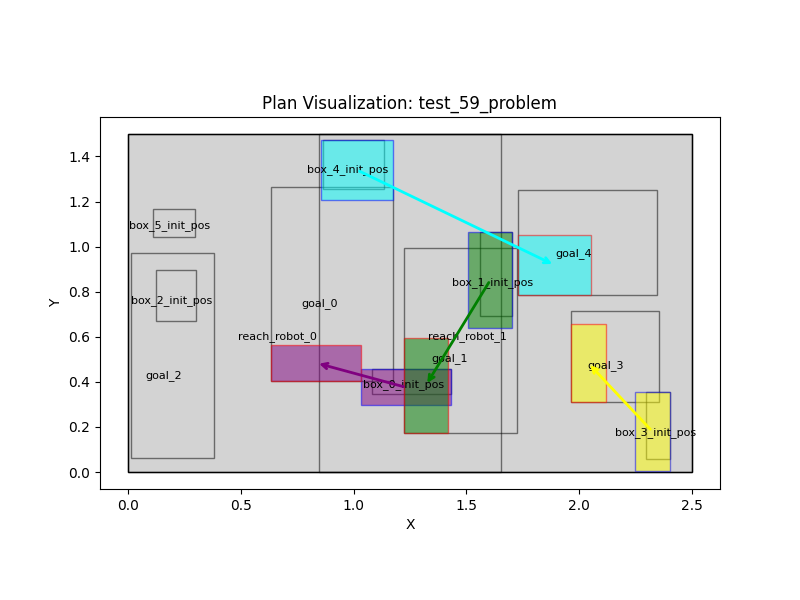 Plan Visualization: test_59_problem
Y
1.4
1.2
1.0
0.8
0.6
0.4
0.2
0.0
box_4_init_pos
box_5_init_pos
goal_4
box_1_init_pos
box_2_init_pos
goal_0
reach_robot_0
reach_robot_1
goal_1
goal_3
goal_2
box_0_init_pos
box_3_init_pos
0.0
0.5
1.0
1.5
2.0
2.5
X